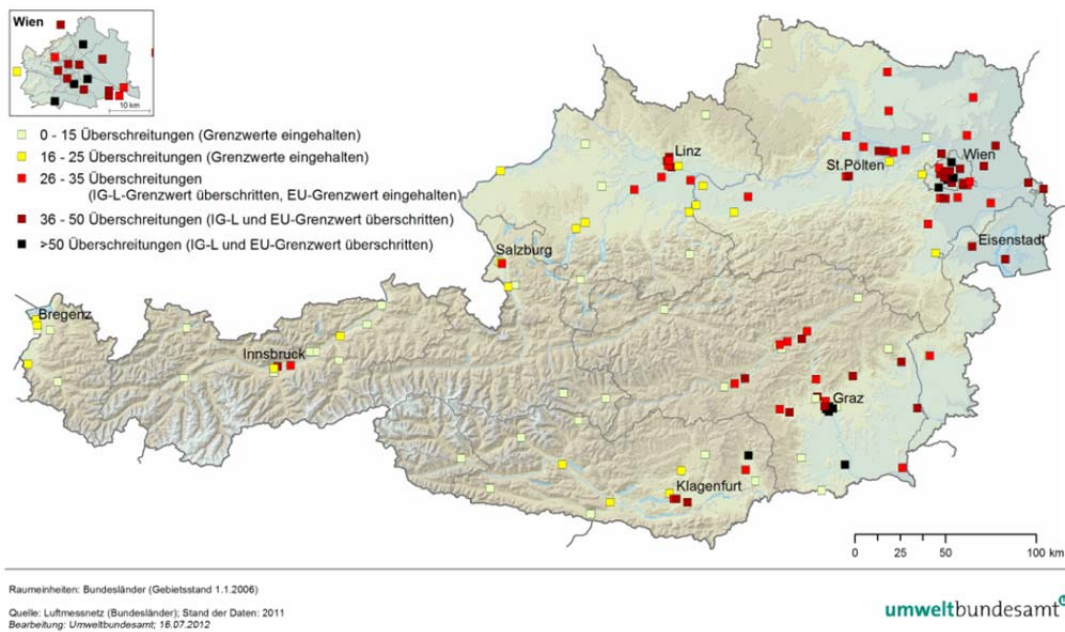 Wien
10 km
0 - 15 Überschreitungen (Grenzwerte eingehalten)
16 - 25 Überschreitungen (Grenzwerte eingehalten)
26 - 35 Überschreitungen
(IG-L-Grenzwert überschritten, EU-Grenzwert eingehalten)
36 - 50 Überschreitungen (IG-L und EU-Grenzwert überschritten)
>50 Überschreitungen (IG-L und EU-Grenzwert überschritten)
Linz
St.Pölten
Wien
Eisenstadt
Salzburg
Bregenz
Innsbruck
Graz
Klagenfurt
0 25 50 100 km
Raumeinheiten: Bundesländer (Gebietsstand 1.1.2006)
Quelle: Luftmessnetz (Bundesländer); Stand der Daten: 2011
Bearbeitung: Umweltbundesamt; 16.07.2012
umweltbundesamt